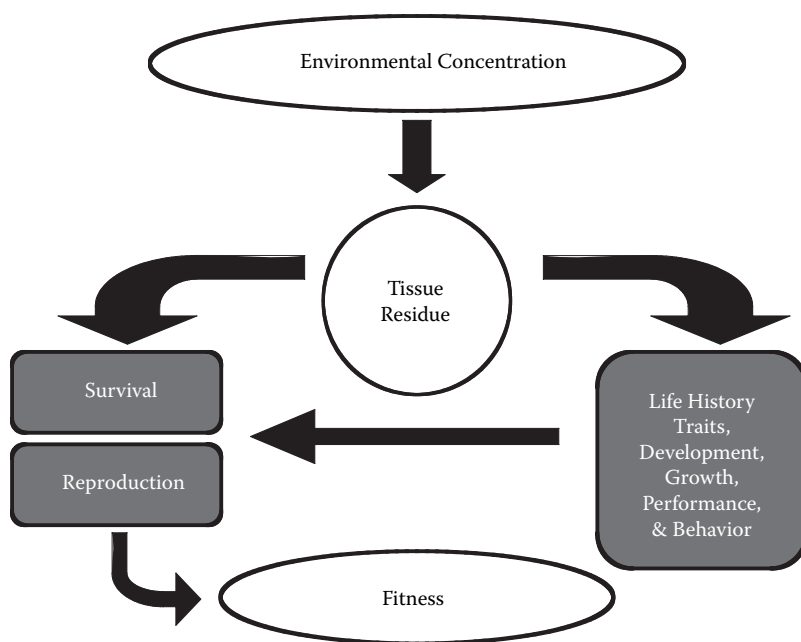 Environmental Concentration
Tissue
Residue
Survival
Reproduction
Life History
Traits,
Development,
Growth,
Performance,
& Behavior
Fitness